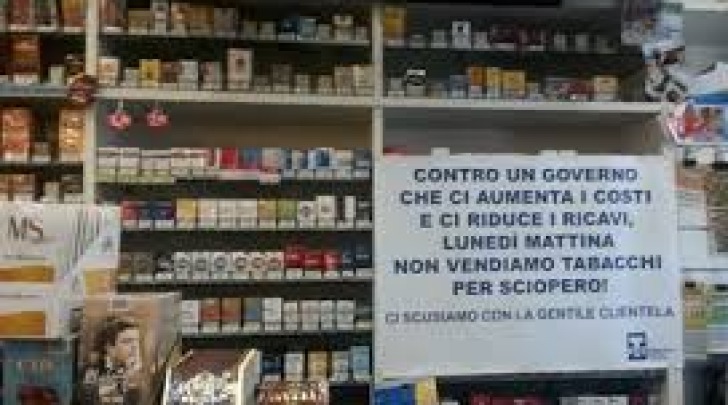 CONTRO UN GOVERNO
CHE CI AUMENTA I COSTI
E CI RIDUCE I RICAVI,
LUNEDÌ MATTINA
NON VENDIAMO TABACCHI
PER SCIOPERO!
CI SCUSIAMO CON LA GENTILE CLIENTELA
MS